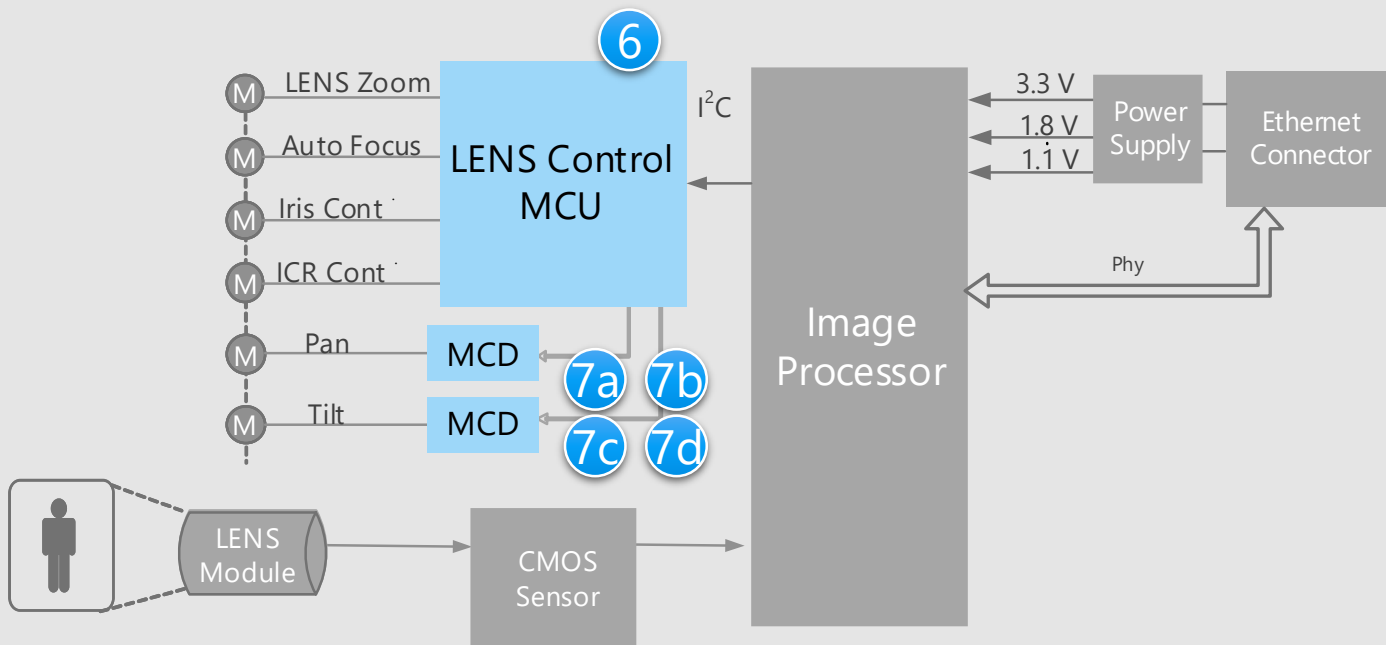 6
LENS Zoom
M
I²C
3.3 V
Power
Supply
Ethernet
Connector
1.8 V
1.1 V
Auto Focus
M
LENS Control
MCU
Iris Cont
M
ICR Cont
M
Phy
Image
Processor
Pan
M
MCD
7a
7b
Tilt
M
MCD
7c
7d
LENS
Module
CMOS
Sensor